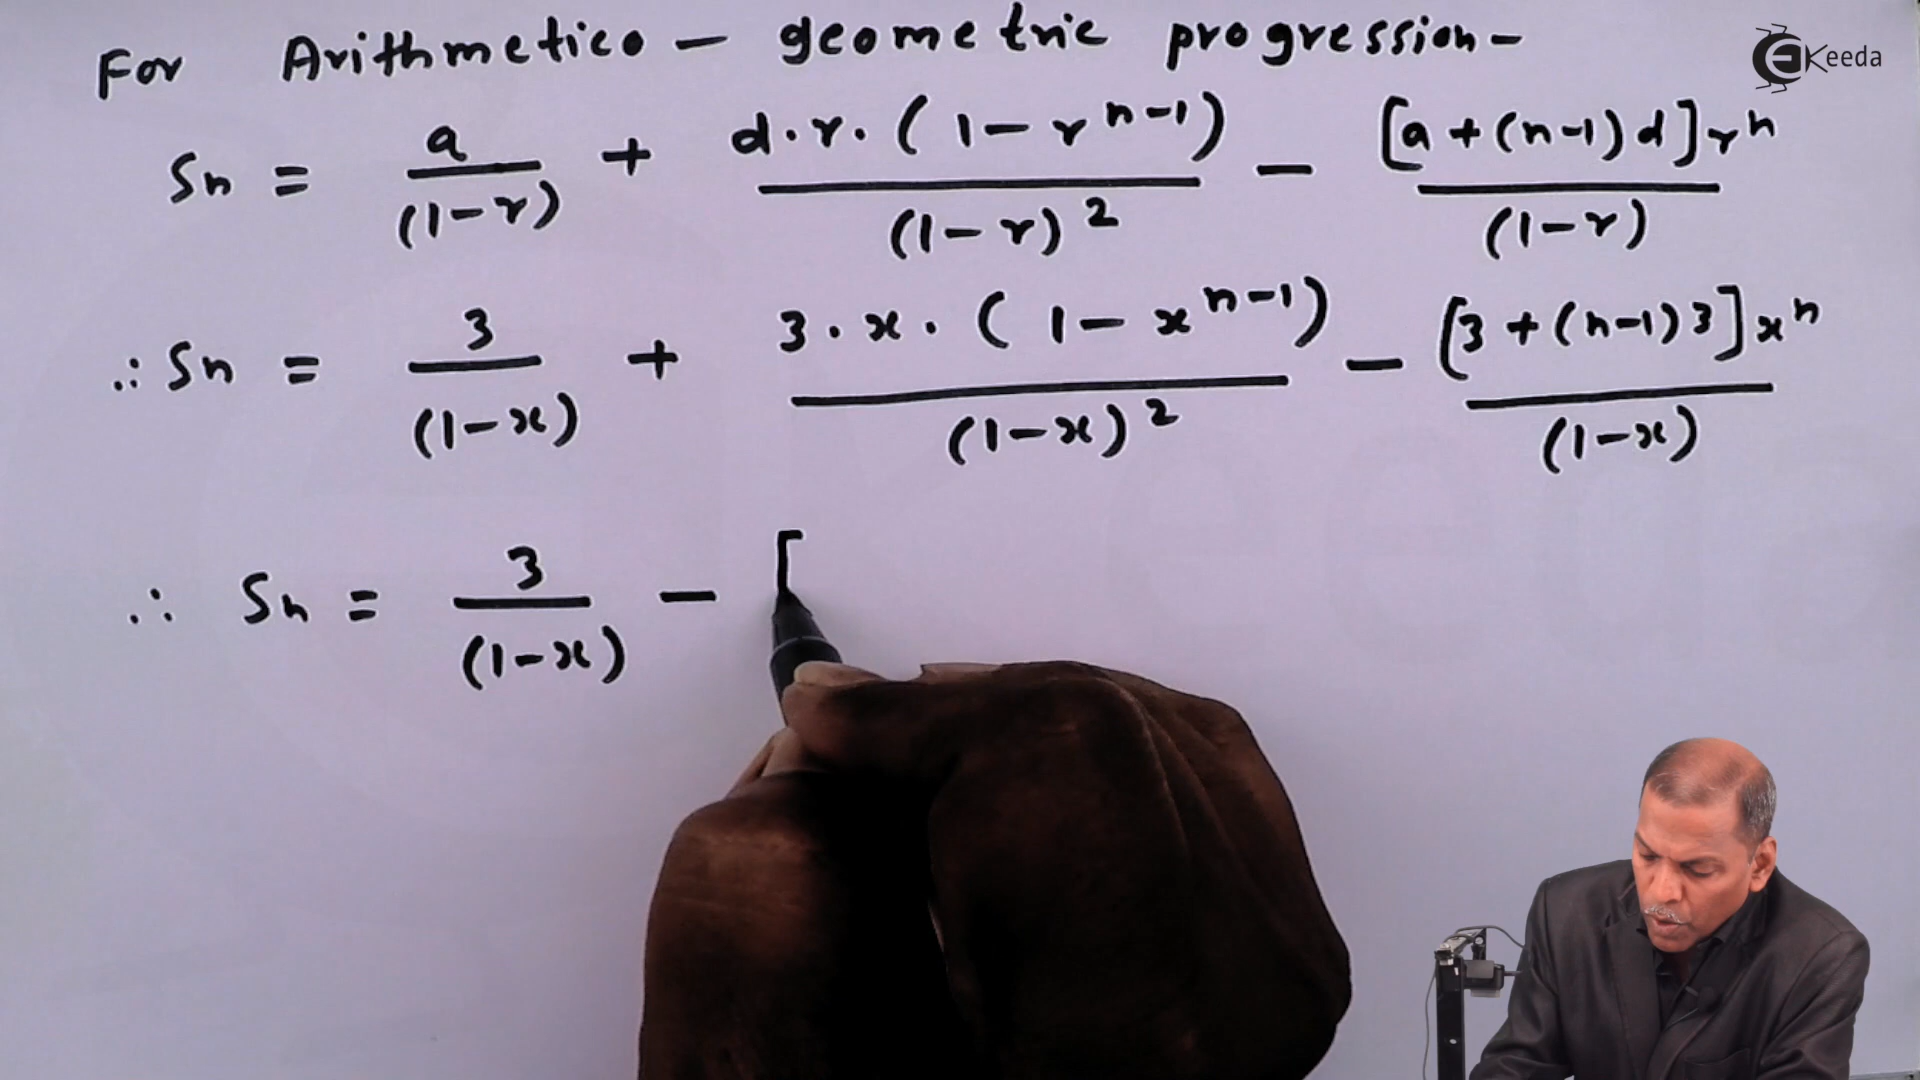 For Arithmetico - geometric progression -
Keeda
Sn = a/(1-r) + d.r.(1-r^n-1)/(1-r)^2 - [a+(n-1)d]r^n/(1-r)
∴ Sn = 3/(1-x) + 3.x.(1-x^n-1)/(1-x)^2 - [3+(n-1)3]x^n/(1-x)
∴ Sn = 3/(1-x) - [